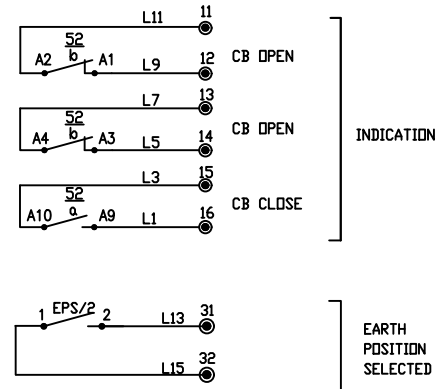 L11 11
52
b
A2 A1 L9 12 CB OPEN
L7 13
52
b
A4 A3 L5 14 CB OPEN
INDICATION
L3 15
52
a
A10 A9 L1 16 CB CLOSE
EPS/2
1 2 L13 31
EARTH
POSITION
SELECTED
L15 32